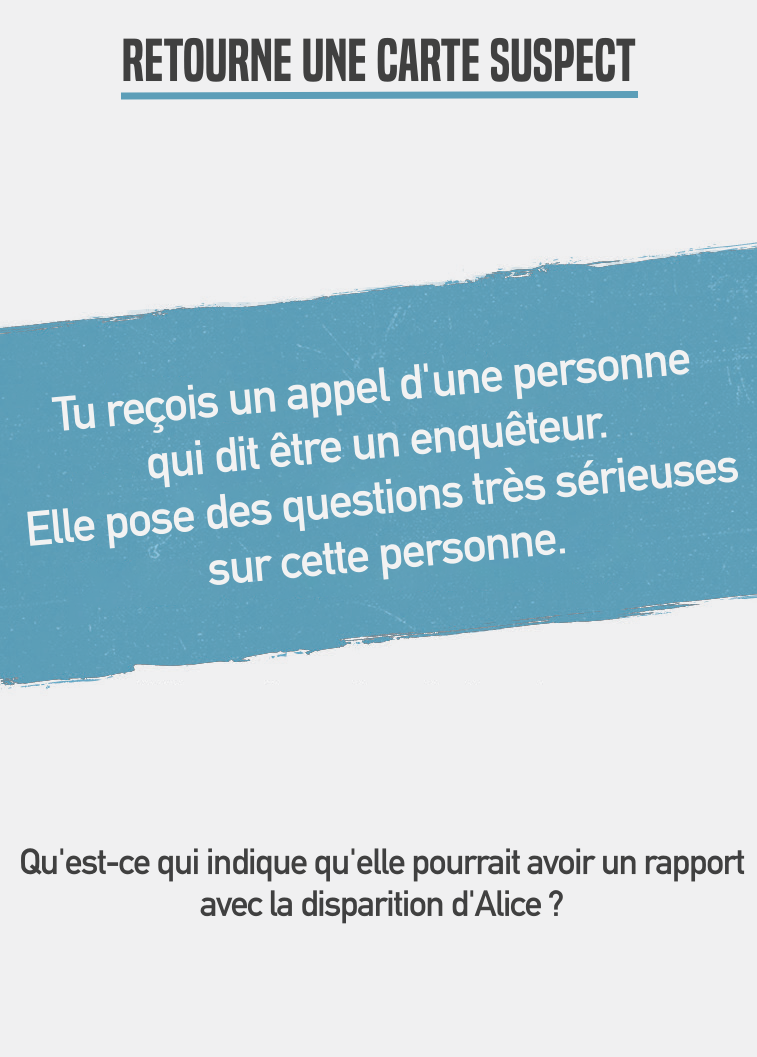 RETOURNE UNE CARTE SUSPECT
Tu reçois un appel d'une personne
qui dit être un enquêteur.
Elle pose des questions très sérieuses
sur cette personne.
Qu'est-ce qui indique qu'elle pourrait avoir un rapport
avec la disparition d'Alice ?